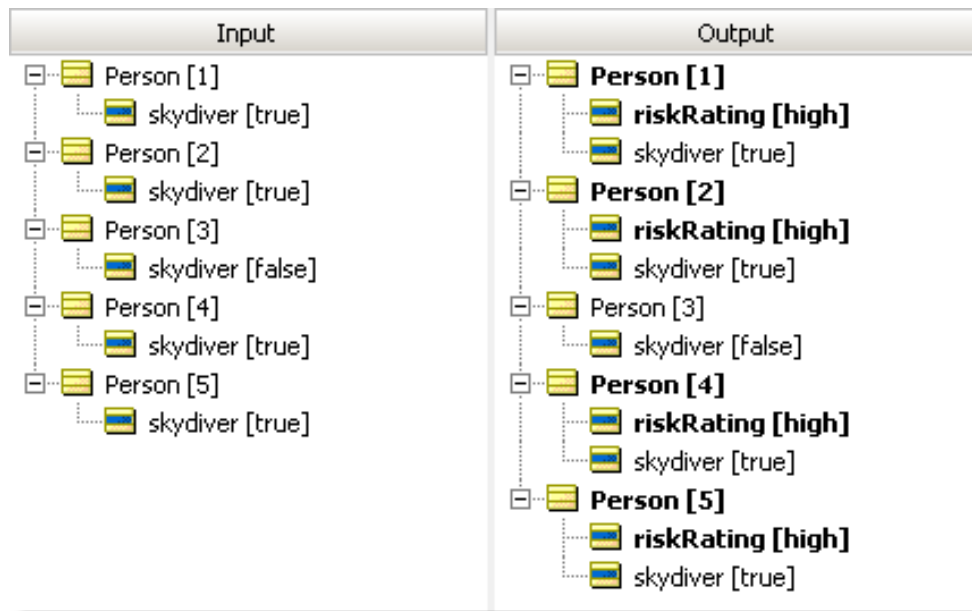 Input
Person [1]
skydiver [true]
Person [2]
skydiver [true]
Person [3]
skydiver [false]
Person [4]
skydiver [true]
Person [5]
skydiver [true]
Output
Person [1]
riskRating [high]
skydiver [true]
Person [2]
riskRating [high]
skydiver [true]
Person [3]
skydiver [false]
Person [4]
riskRating [high]
skydiver [true]
Person [5]
riskRating [high]
skydiver [true]